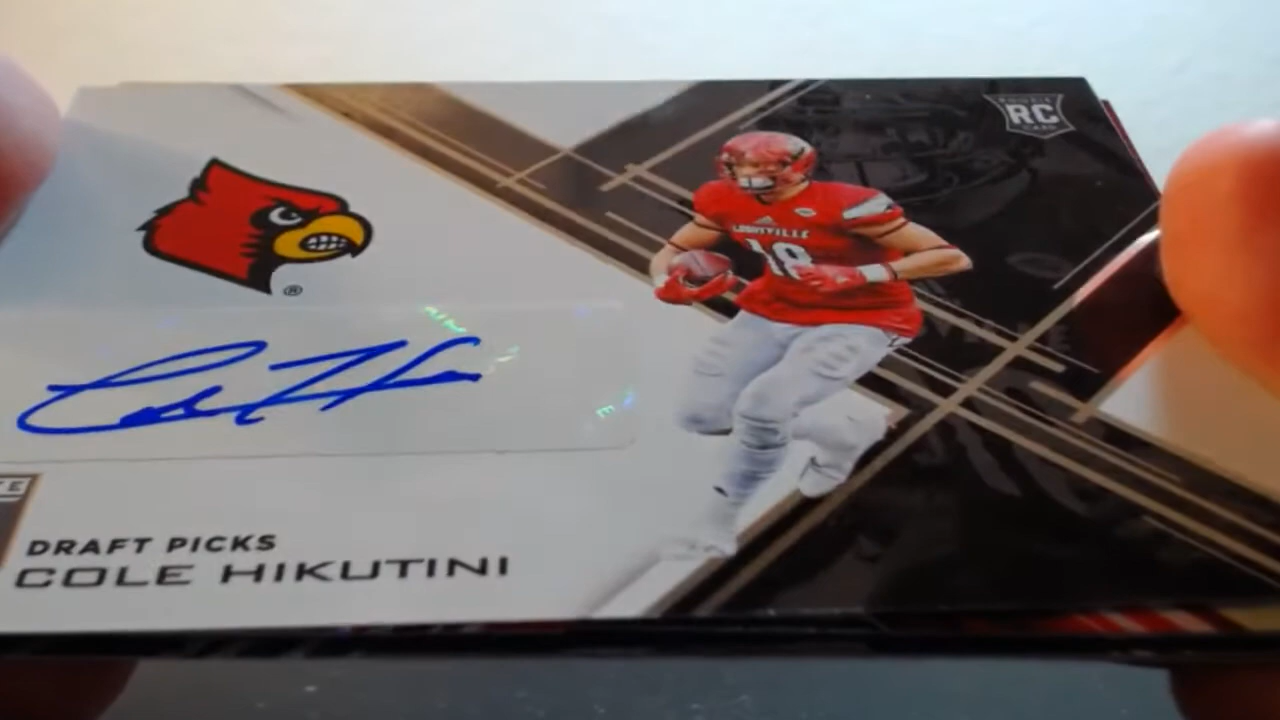 ROOKIE
RC
CARD
LOUISVILLE
18
®
DRAFT PICKS
COLE HIKUTINI